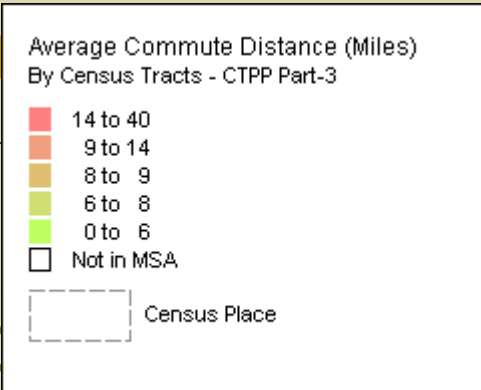 Average Commute Distance (Miles)
By Census Tracts - CTPP Part-3
14 to 40
9 to 14
8 to 9
6 to 8
0 to 6
Not in MSA
Census Place